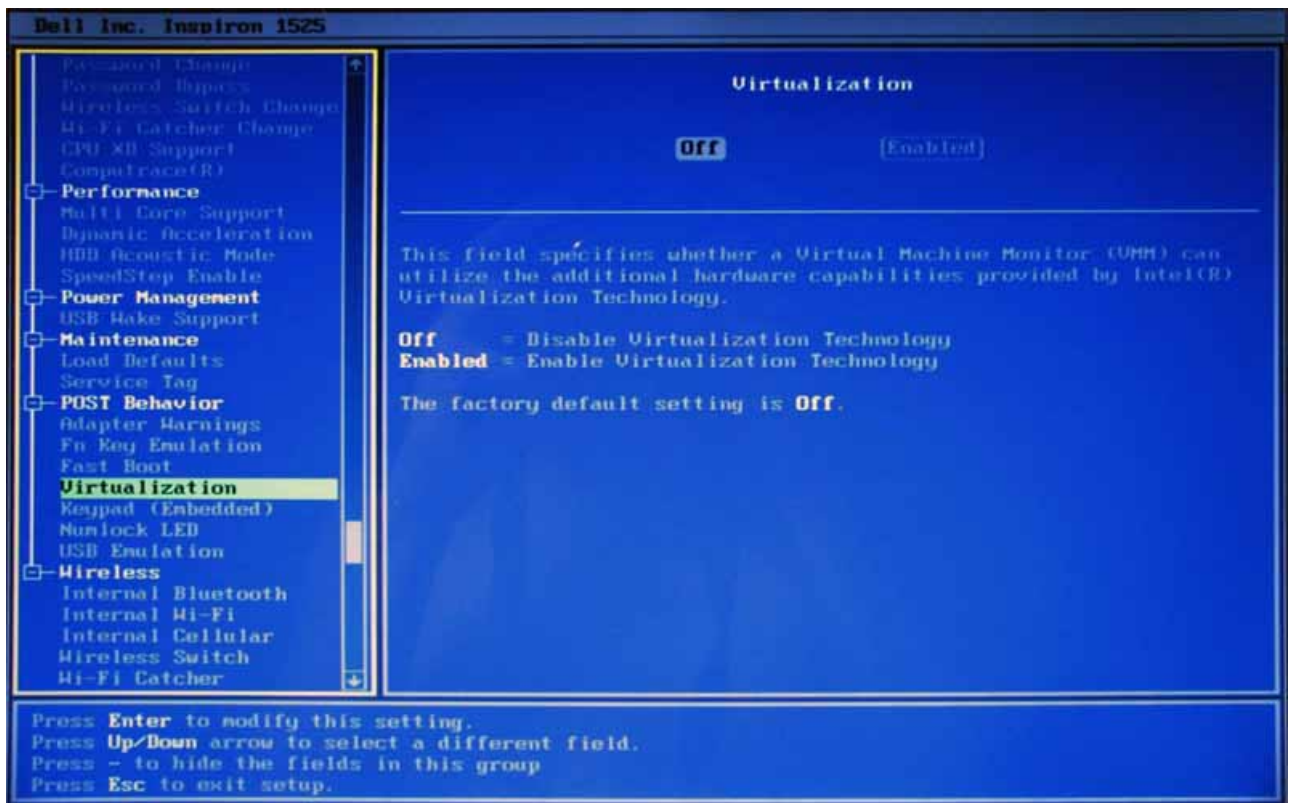 Dell Inc. Inspiron 1525
Password Change
Password Bypass
Wireless Switch Change
Wi-Fi Catcher Change
CPU XD Support
Computrace(R)
Performance
Multi Core Support
Dynamic Acceleration
HDD Acoustic Mode
SpeedStep Enable
Power Management
USB Wake Support
Maintenance
Load Defaults
Service Tag
POST Behavior
Adapter Warnings
Fn Key Emulation
Fast Boot
Virtualization
Keypad (Embedded)
Numlock LED
USB Emulation
Wireless
Internal Bluetooth
Internal Wi-Fi
Internal Cellular
Wireless Switch
Wi-Fi Catcher
Virtualization
Off [Enabled]
This field specifies whether a Virtual Machine Monitor (VMM) can
utilize the additional hardware capabilities provided by Intel(R)
Virtualization Technology.
Off = Disable Virtualization Technology
Enabled = Enable Virtualization Technology
The factory default setting is Off.
Press Enter to modify this setting.
Press Up/Down arrow to select a different field.
Press - to hide the fields in this group
Press Esc to exit setup.